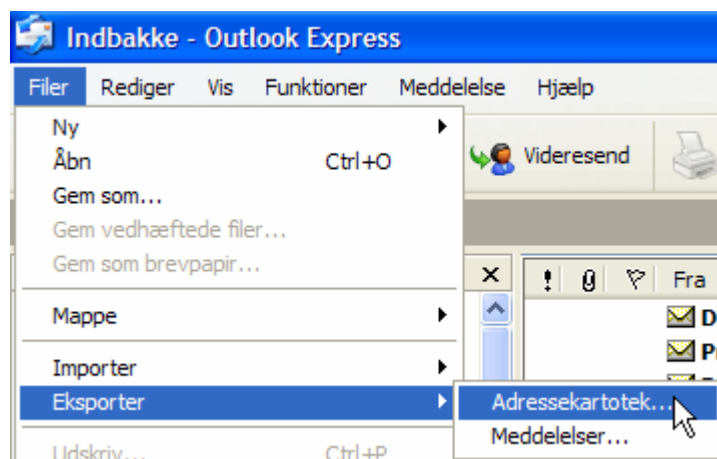 Indbakke - Outlook Express
Filer Rediger Vis Funktioner Meddelelse Hjælp
Ny
Åbn Ctrl+O
Videresend
Gem som...
Gem vedhæftede filer...
Gem som brevpapir...
! Fra
Mappe
D
P
Importer
Eksporter
Adressekartotek...
Meddelelser...
Udskriv... Ctrl+P